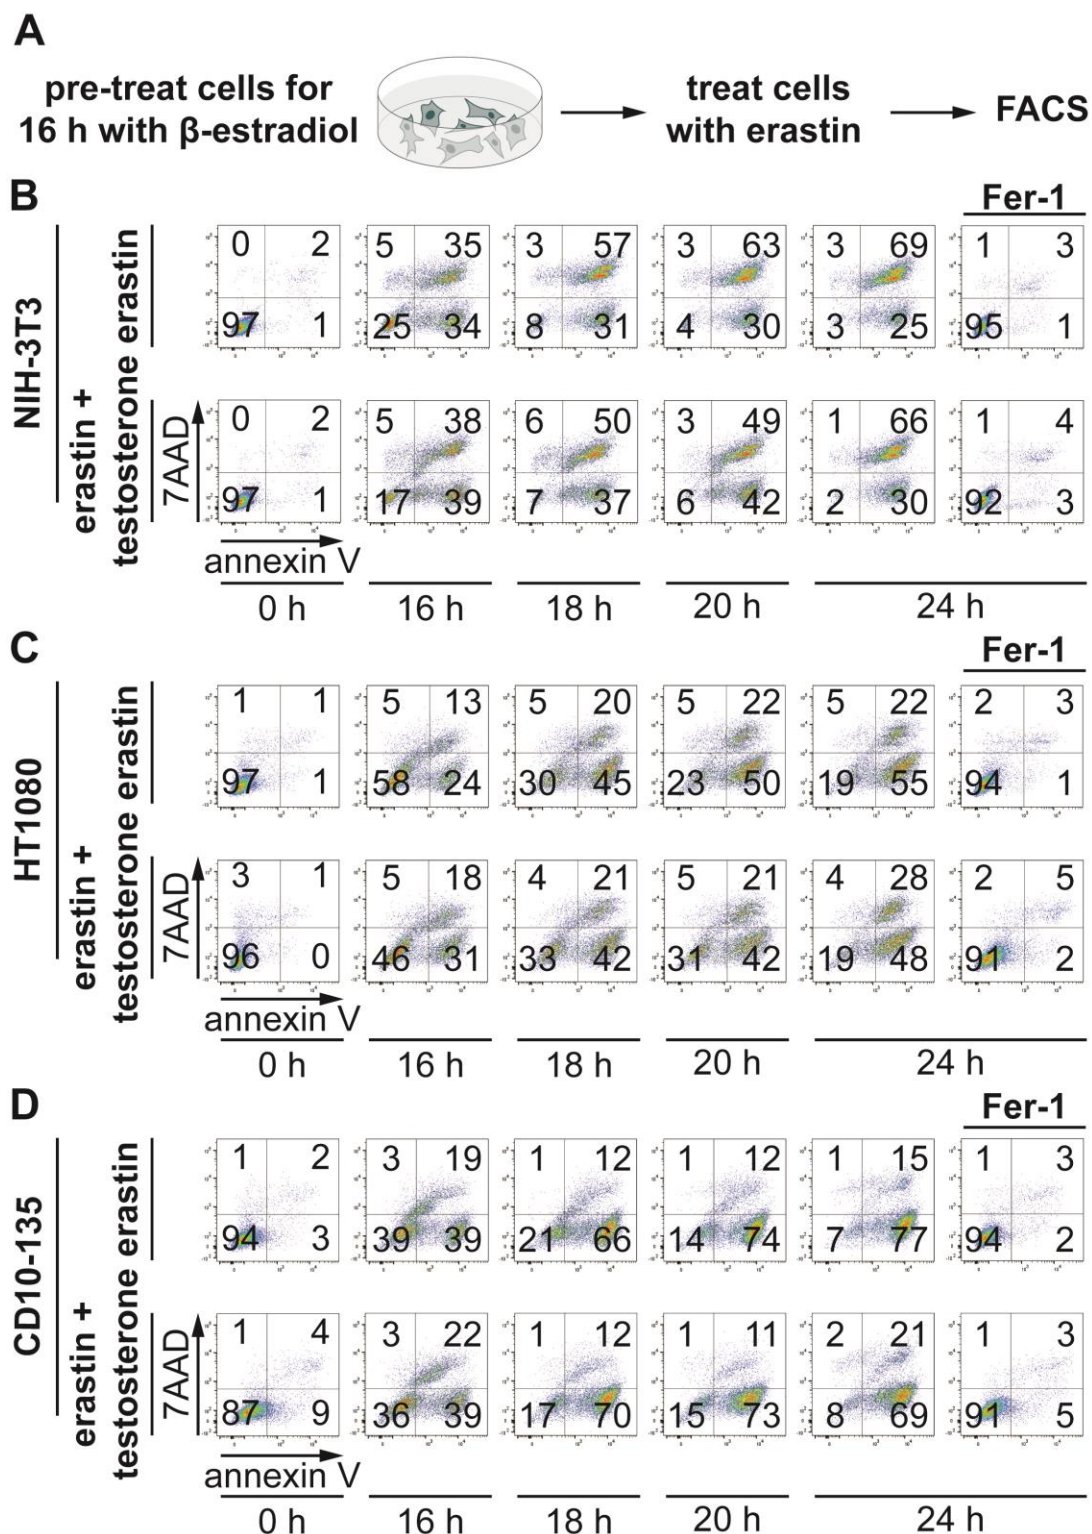 A
pre-treat cells for
16 h with β-estradiol
treat cells
with erastin
FACS
B
Fer-1
NIH-3T3
erastin
0 2
97 1
5 35
25 34
3 57
8 31
3 63
4 30
3 69
3 25
1 3
95 1
erastin +
testosterone
7AAD
0 2
97 1
5 38
17 39
6 50
7 37
3 49
6 42
1 66
2 30
1 4
92 3
annexin V
0 h
16 h
18 h
20 h
24 h
C
Fer-1
HT1080
erastin
1 1
97 1
5 13
58 24
5 20
30 45
5 22
23 50
5 22
19 55
2 3
94 1
erastin +
testosterone
7AAD
3 1
96 0
5 18
46 31
4 21
33 42
5 21
31 42
4 28
19 48
2 5
91 2
annexin V
0 h
16 h
18 h
20 h
24 h
D
Fer-1
CD10-135
erastin
1 2
94 3
3 19
39 39
1 12
21 66
1 12
14 74
1 15
7 77
1 3
94 2
erastin +
testosterone
7AAD
1 4
87 9
3 22
36 39
1 12
17 70
1 11
15 73
2 21
8 69
1 3
91 5
annexin V
0 h
16 h
18 h
20 h
24 h